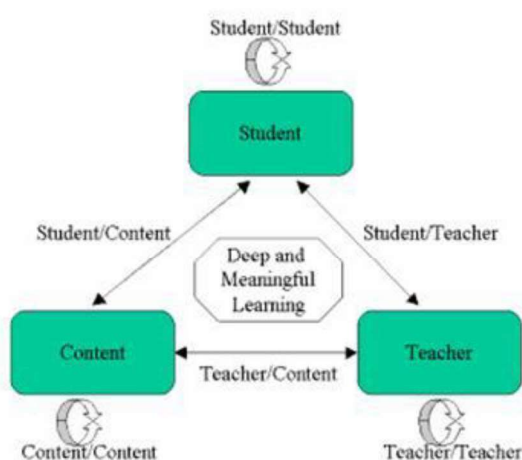 Student/Student
Student
Student/Content
Student/Teacher
Deep and
Meaningful
Learning
Content
Teacher
Teacher/Content
Content/Content
Teacher/Teacher